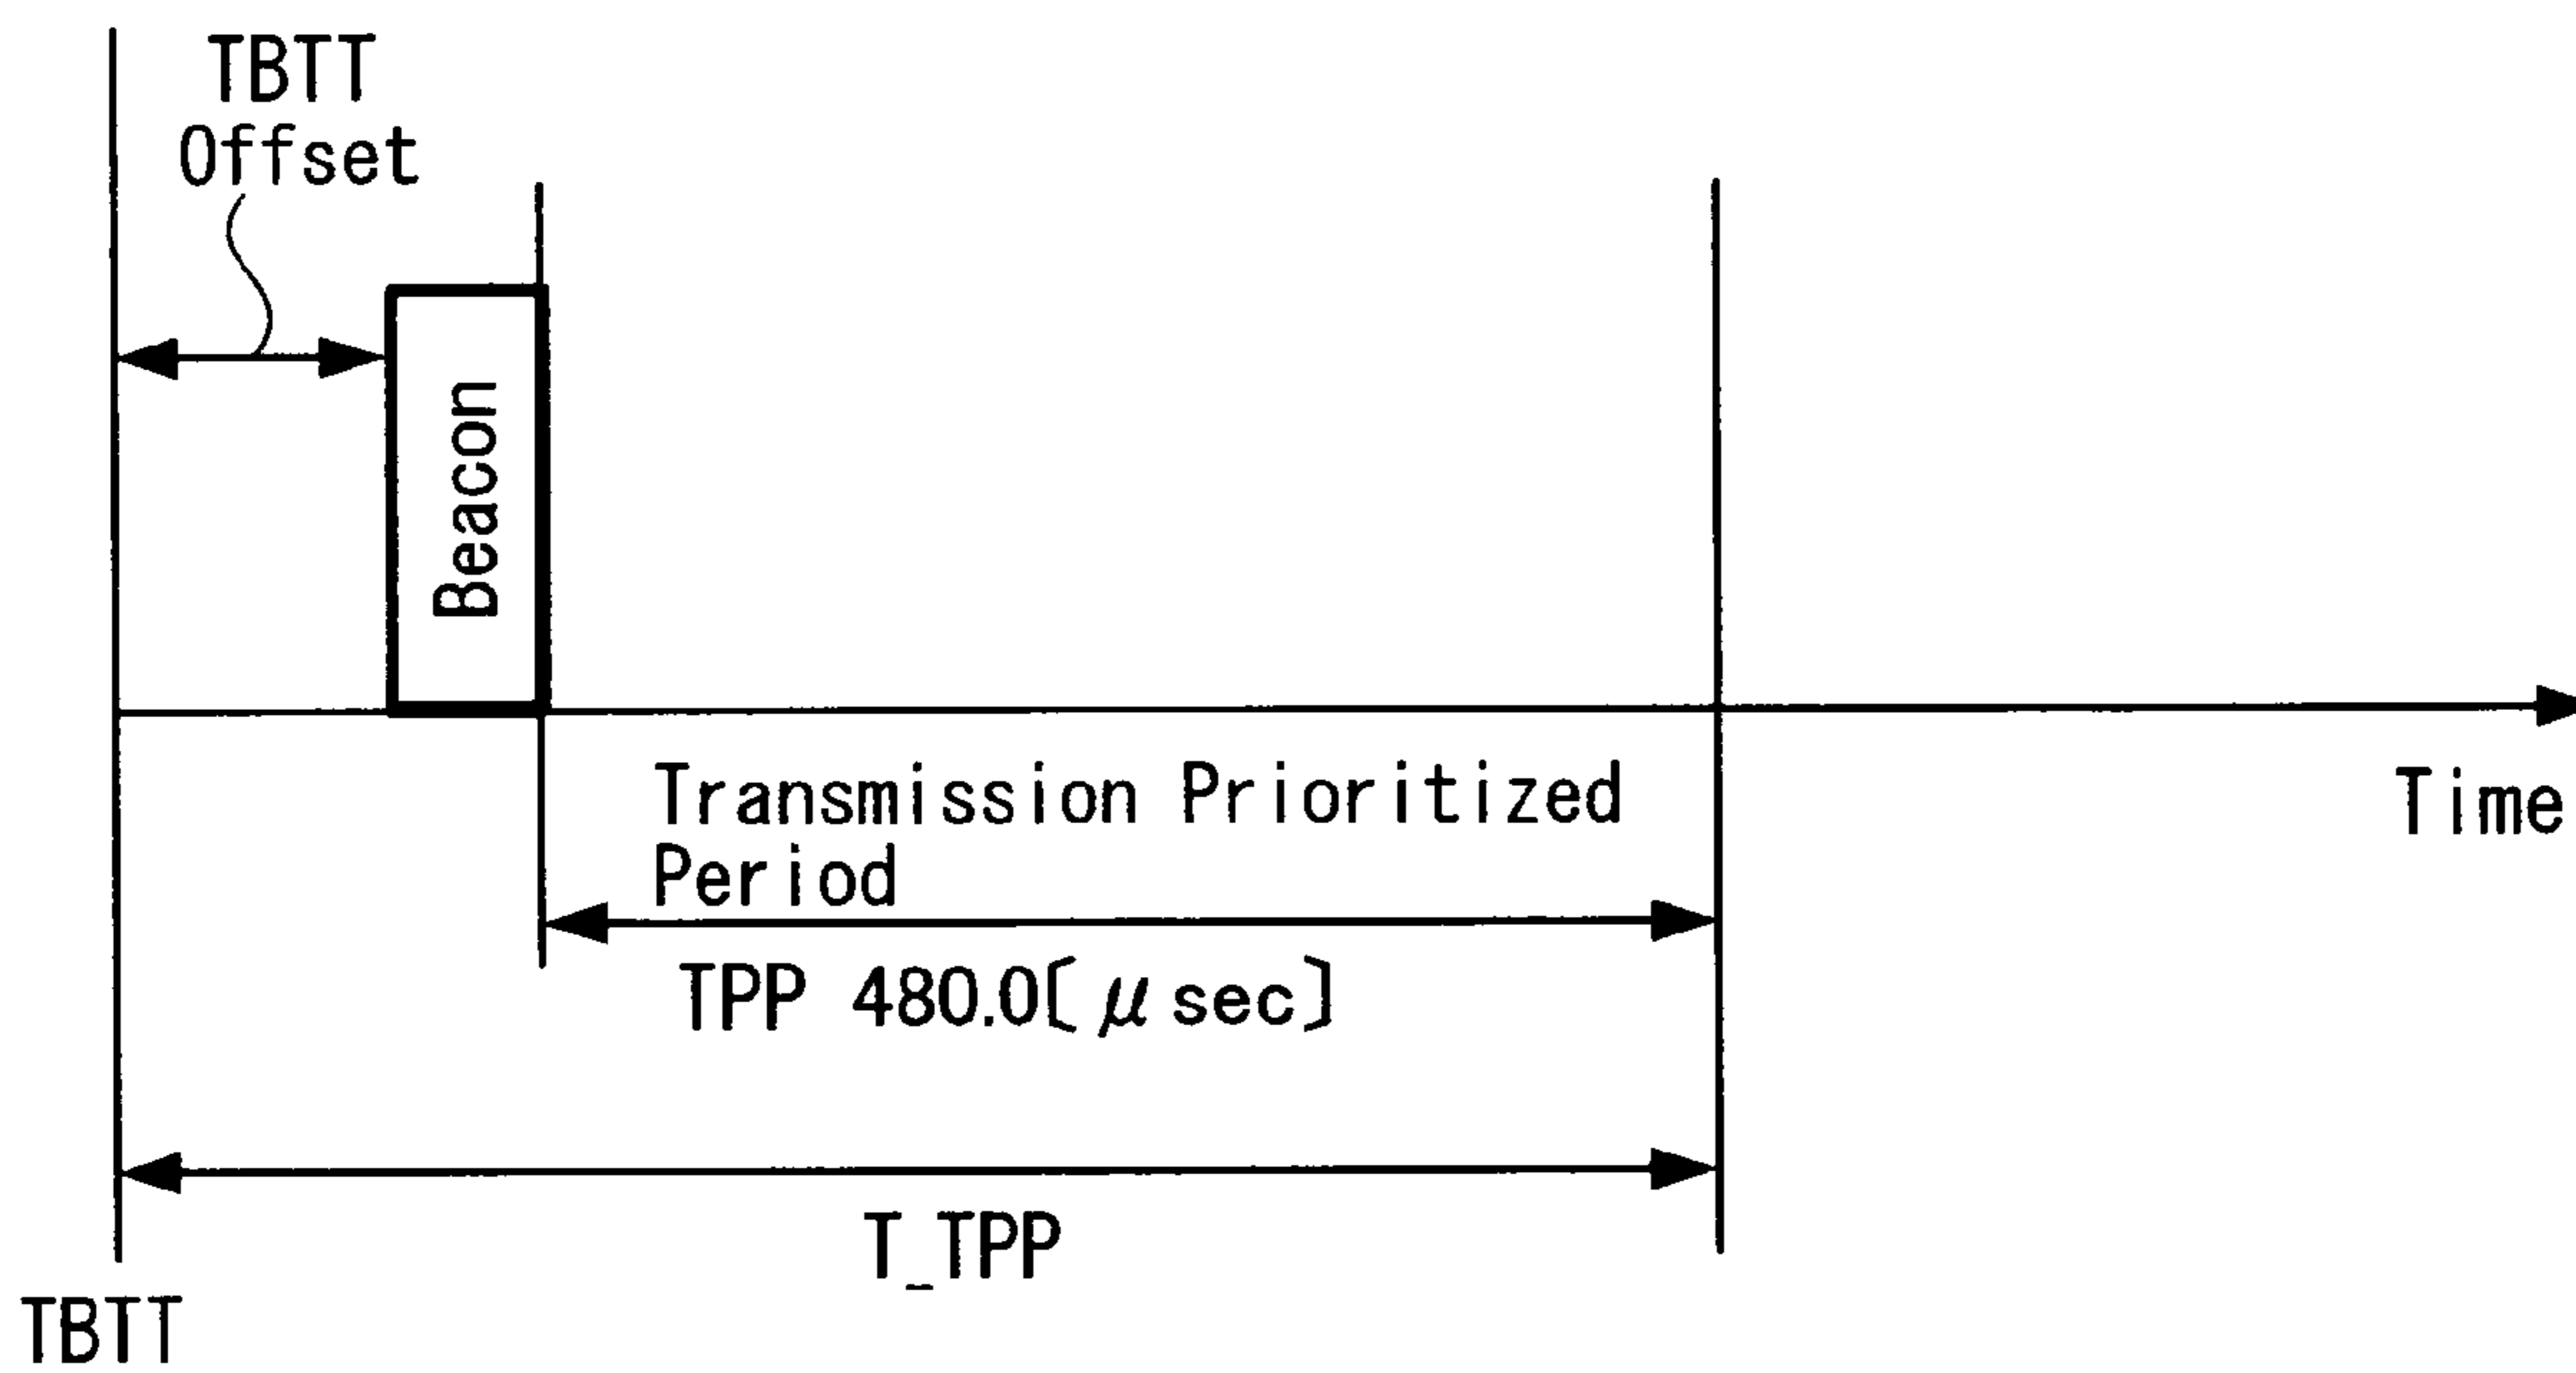 TBTT
Offset
Beacon
Transmission Prioritized
Period
Time
TPP 480.0[μsec]
T_TPP
TBTT